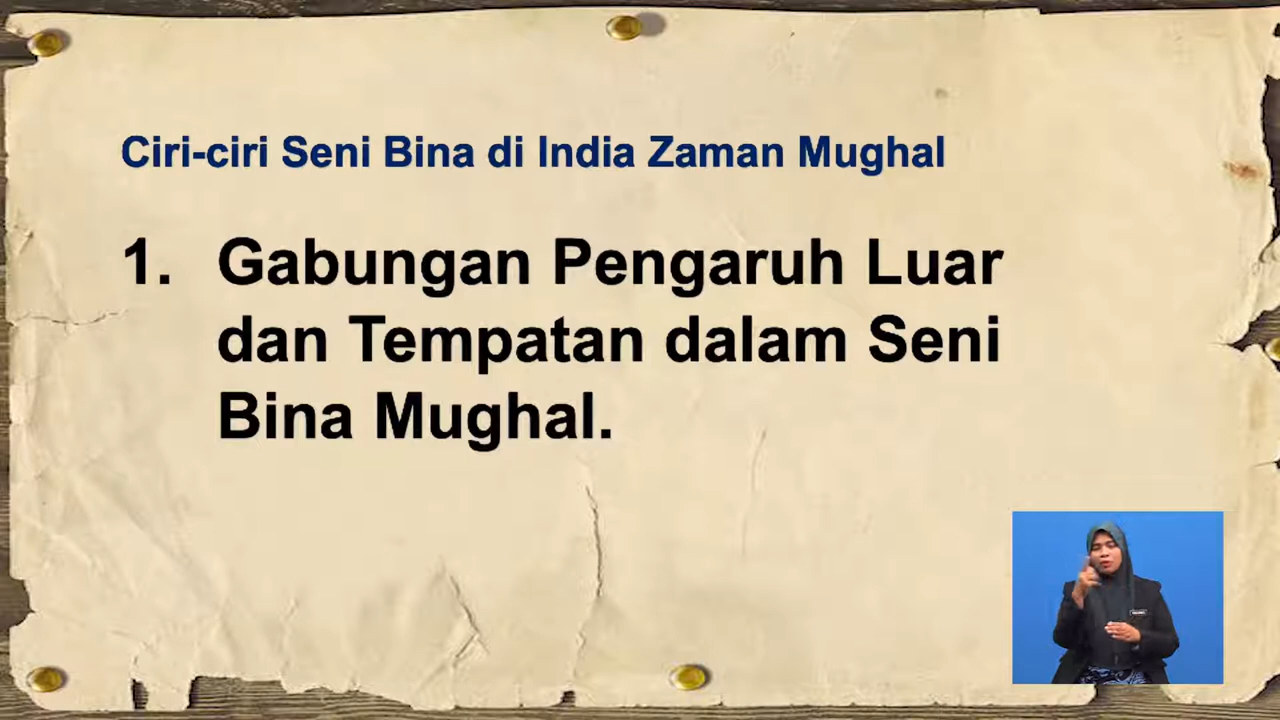 Ciri-ciri Seni Bina di India Zaman Mughal
1. Gabungan Pengaruh Luar
dan Tempatan dalam Seni
Bina Mughal.